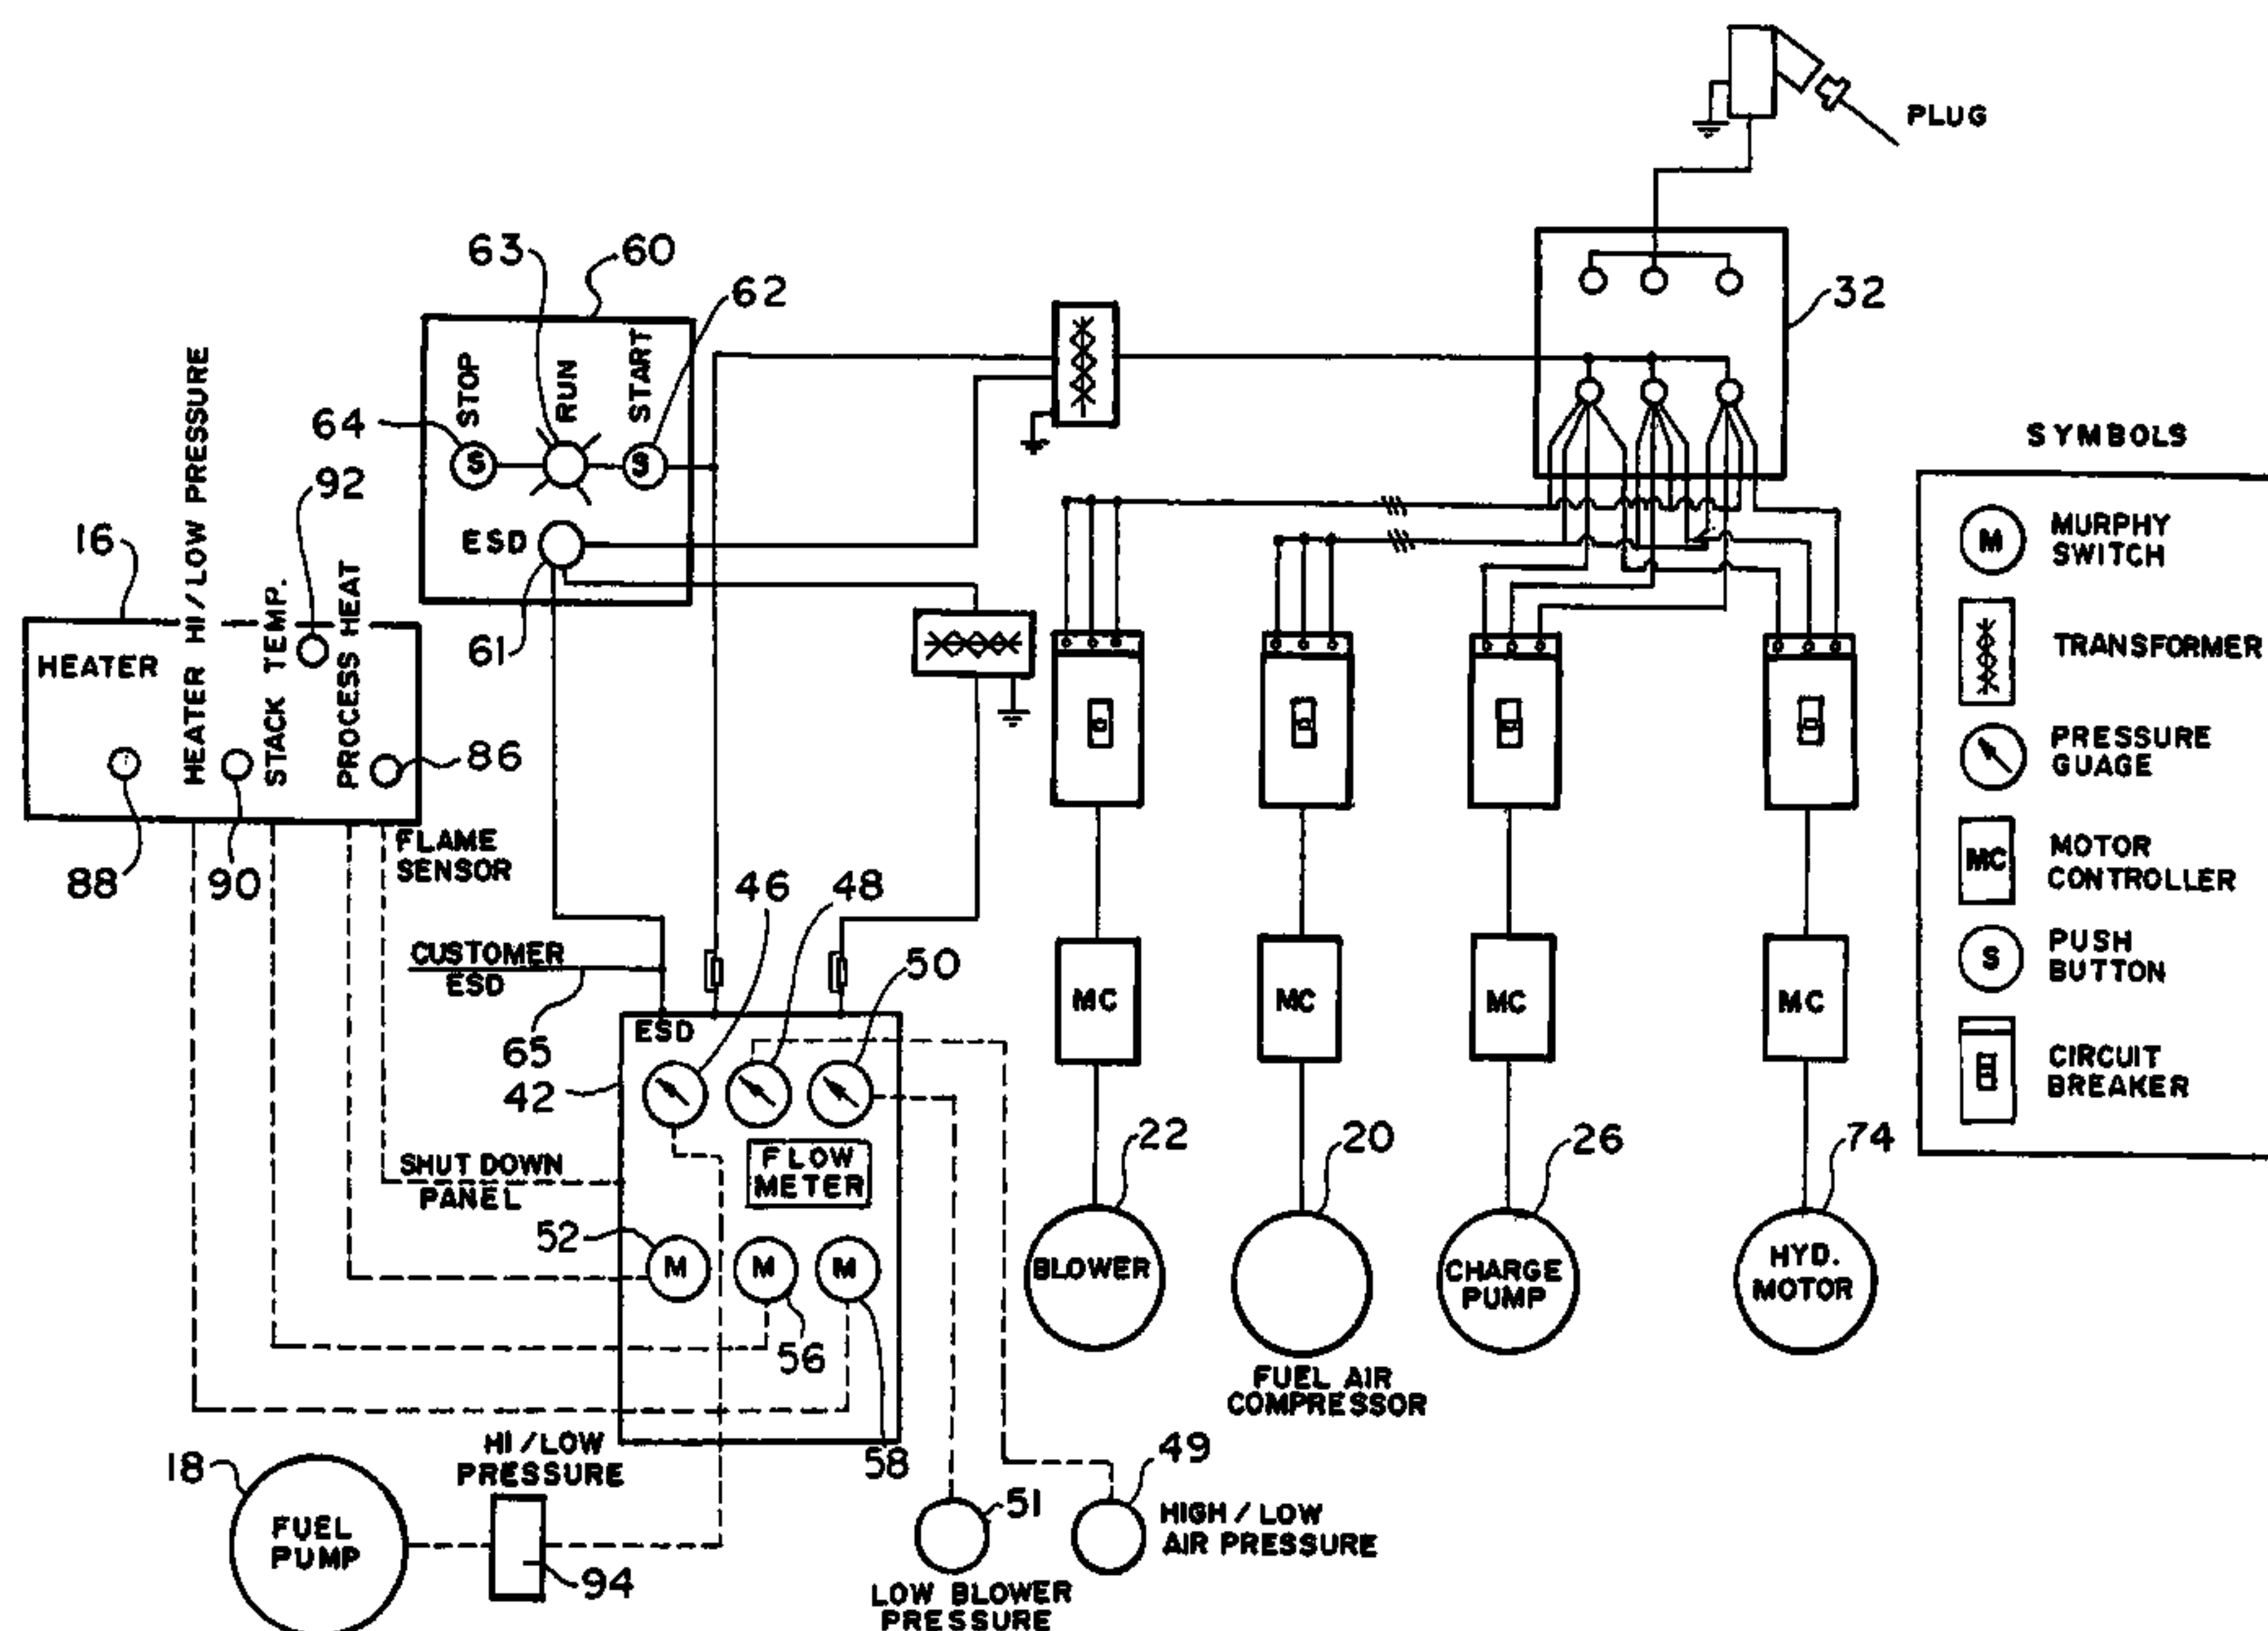 PLUG
63
60
62
32
STOP
RUN
START
64
S
S
92
ESD
61
16
HEATER
HEATER HI/LOW PRESSURE
STACK TEMP.
PROCESS HEAT
86
88
90
FLAME
SENSOR
SYMBOLS
M
MURPHY
SWITCH
TRANSFORMER
PRESSURE
GUAGE
MC
MOTOR
CONTROLLER
S
PUSH
BUTTON
CIRCUIT
BREAKER
46
48
50
CUSTOMER
ESD
65
42
ESD
MC
MC
MC
MC
FLOW
METER
SHUT DOWN
PANEL
52
M
M
M
56
58
22
20
26
74
BLOWER
FUEL AIR
COMPRESSOR
CHARGE
PUMP
HYD.
MOTOR
18
FUEL
PUMP
HI/LOW
PRESSURE
94
51
LOW BLOWER
PRESSURE
49
HIGH/LOW
AIR PRESSURE